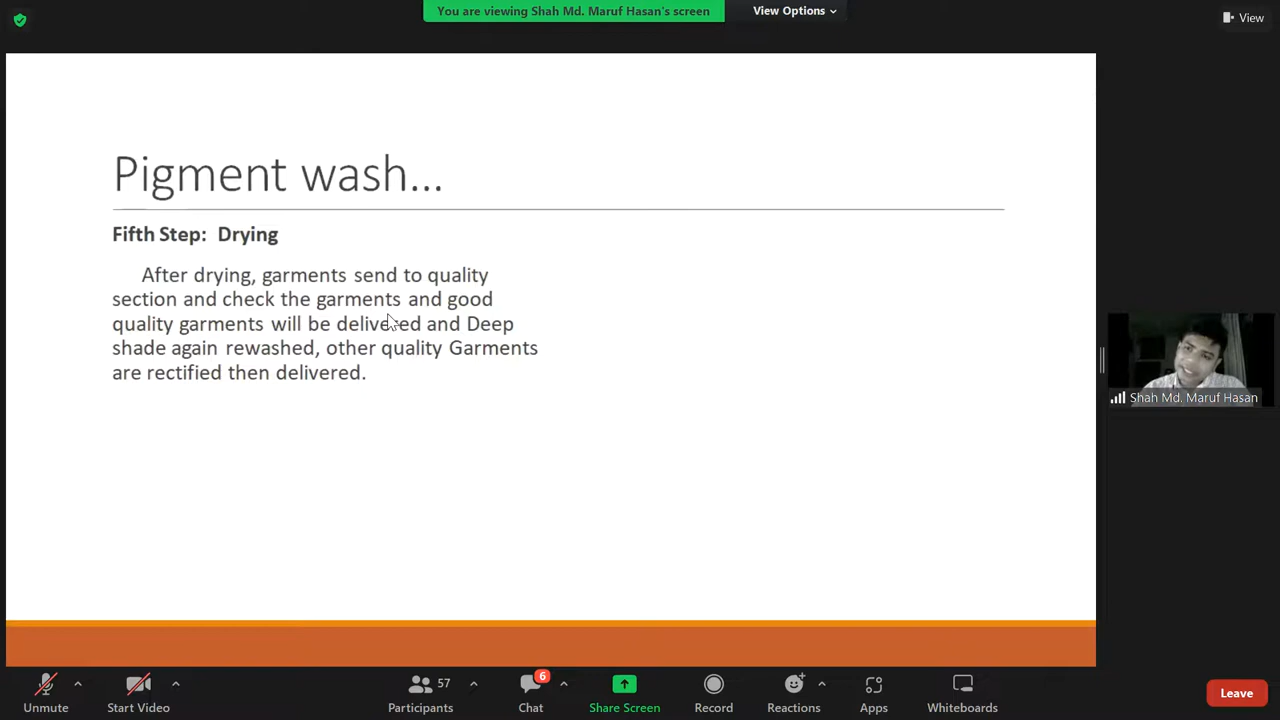 You are viewing Shah Md. Maruf Hasan's screen
View Options
View
Pigment wash...
Fifth Step: Drying
After drying, garments send to quality
section and check the garments and good
quality garments will be delivered and Deep
shade again rewashed, other quality Garments
are rectified then delivered.
Shah Md. Maruf Hasan
57
6
Unmute
Start Video
Participants
Chat
Share Screen
Record
Reactions
Apps
Whiteboards
Leave